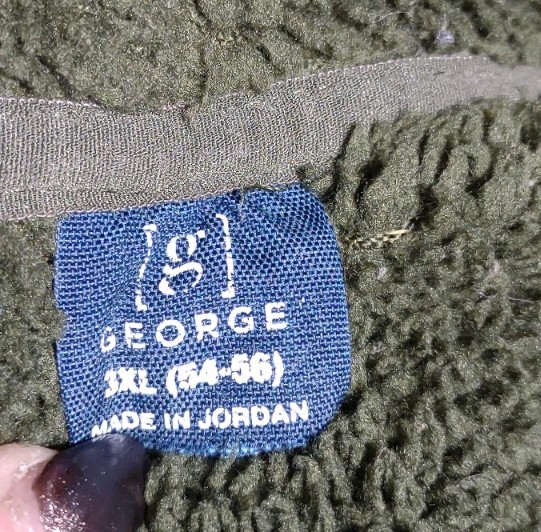 [g]
GEORGE
3XL (54-56)
MADE IN JORDAN